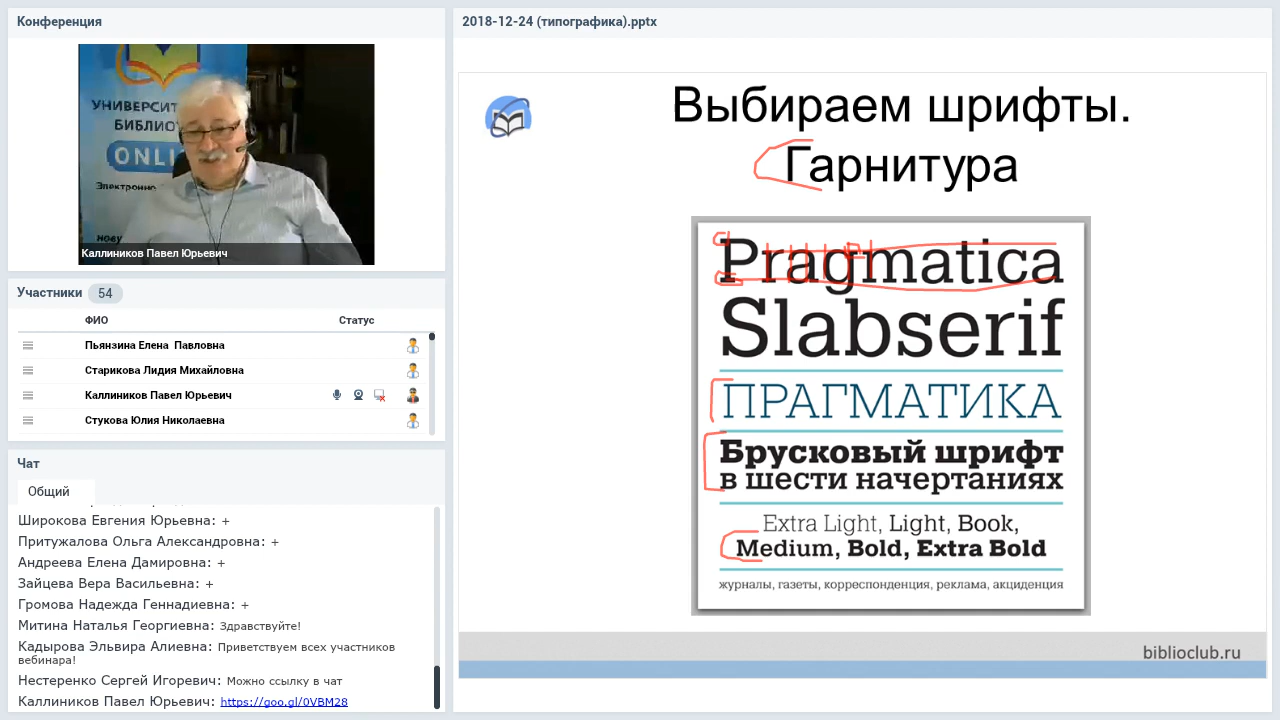 Конференция
УНИВЕРСИТ
БИБЛИО
ONLI
Электронно
нову
Каллиников Павел Юрьевич
Участники 54
ФИО Статус
Пьянзина Елена Павловна
Старикова Лидия Михайловна
Каллиников Павел Юрьевич
Стукова Юлия Николаевна
Чат
Общий
Широкова Евгения Юрьевна: +
Притужалова Ольга Александровна: +
Андреева Елена Дамировна: +
Зайцева Вера Васильевна: +
Громова Надежда Геннадиевна: +
Митина Наталья Георгиевна: Здравствуйте!
Кадырова Эльвира Алиевна: Приветствуем всех участников
вебинара!
Нестеренко Сергей Игоревич: Можно ссылку в чат
Каллиников Павел Юрьевич: https://goo.gl/0VBM28
2018-12-24 (типографика).pptx
Выбираем шрифты.
Гарнитура
Pragmatica
Slabserif
ПРАГМАТИКА
Брусковый шрифт
в шести начертаниях
Extra Light, Light, Book,
Medium, Bold, Extra Bold
журналы, газеты, корреспонденция, реклама, акциденция
biblioclub.ru